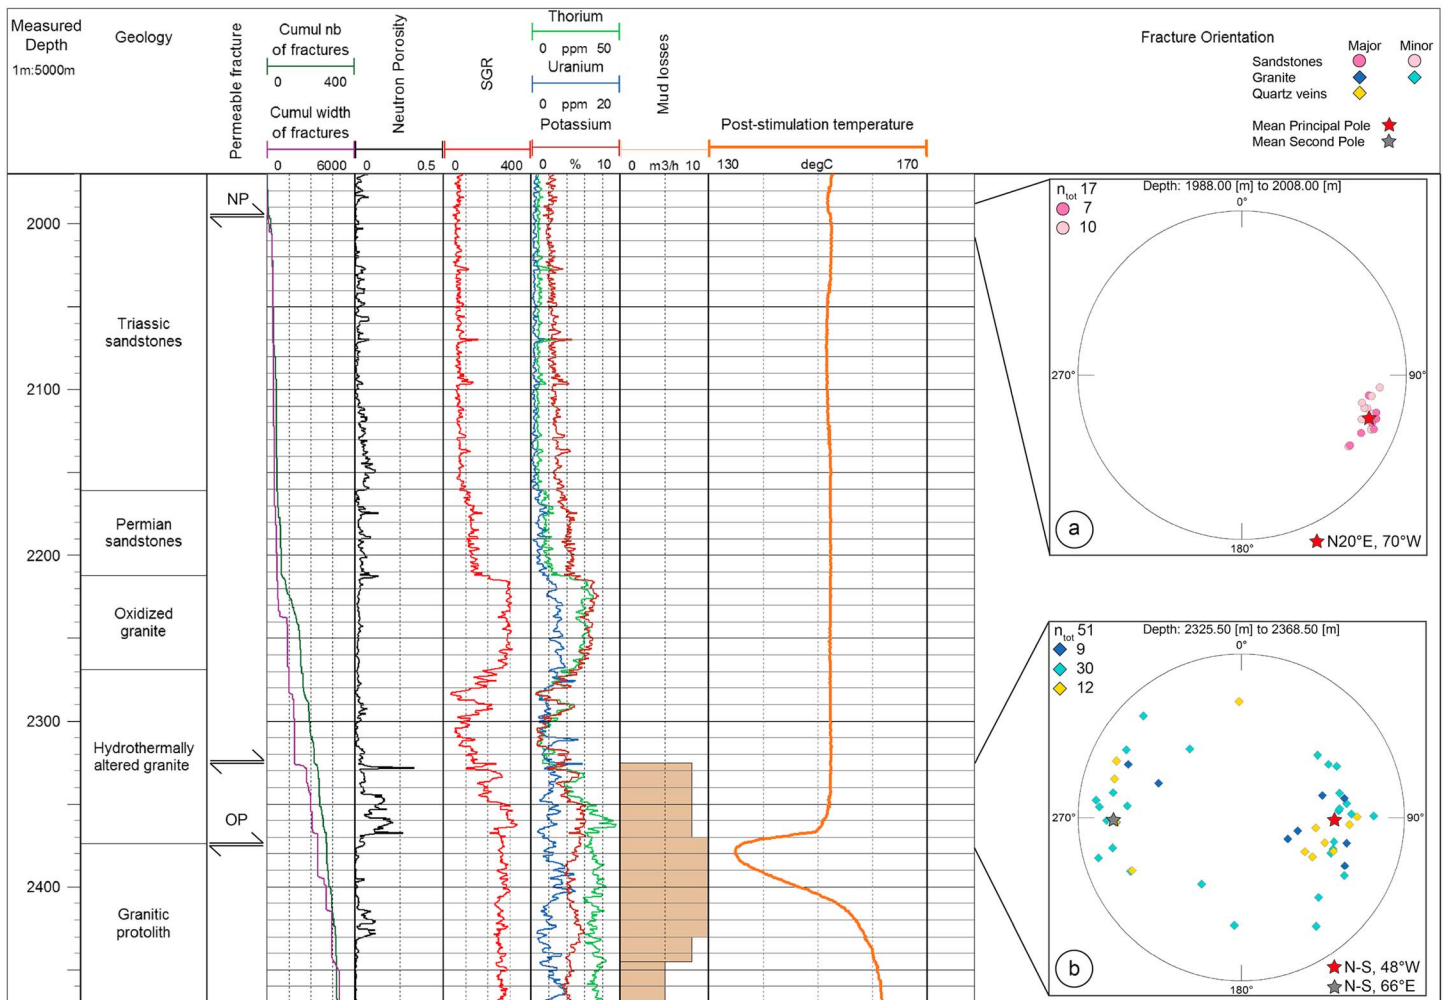 Measured
Depth
1m:5000m
Geology
Permeable fracture
Cumul nb
of fractures
0 400
Cumul width
of fractures
0 6000
Neutron Porosity
0 0.5
SGR
0 400
Thorium
0 ppm 50
Uranium
0 ppm 20
Potassium
0 % 10
Mud losses
0 m3/h 10
Post-stimulation temperature
130 degC 170
Fracture Orientation
Major Minor
Sandstones
Granite
Quartz veins
Mean Principal Pole
Mean Second Pole
2000
2100
2200
2300
2400
Triassic
sandstones
Permian
sandstones
Oxidized
granite
Hydrothermally
altered granite
Granitic
protolith
NP
OP
ntot 17
7
10
Depth: 1988.00 [m] to 2008.00 [m]
0°
270° 90°
180°
a
N20°E, 70°W
ntot 51
9
30
12
Depth: 2325.50 [m] to 2368.50 [m]
0°
270° 90°
180°
b
N-S, 48°W
N-S, 66°E